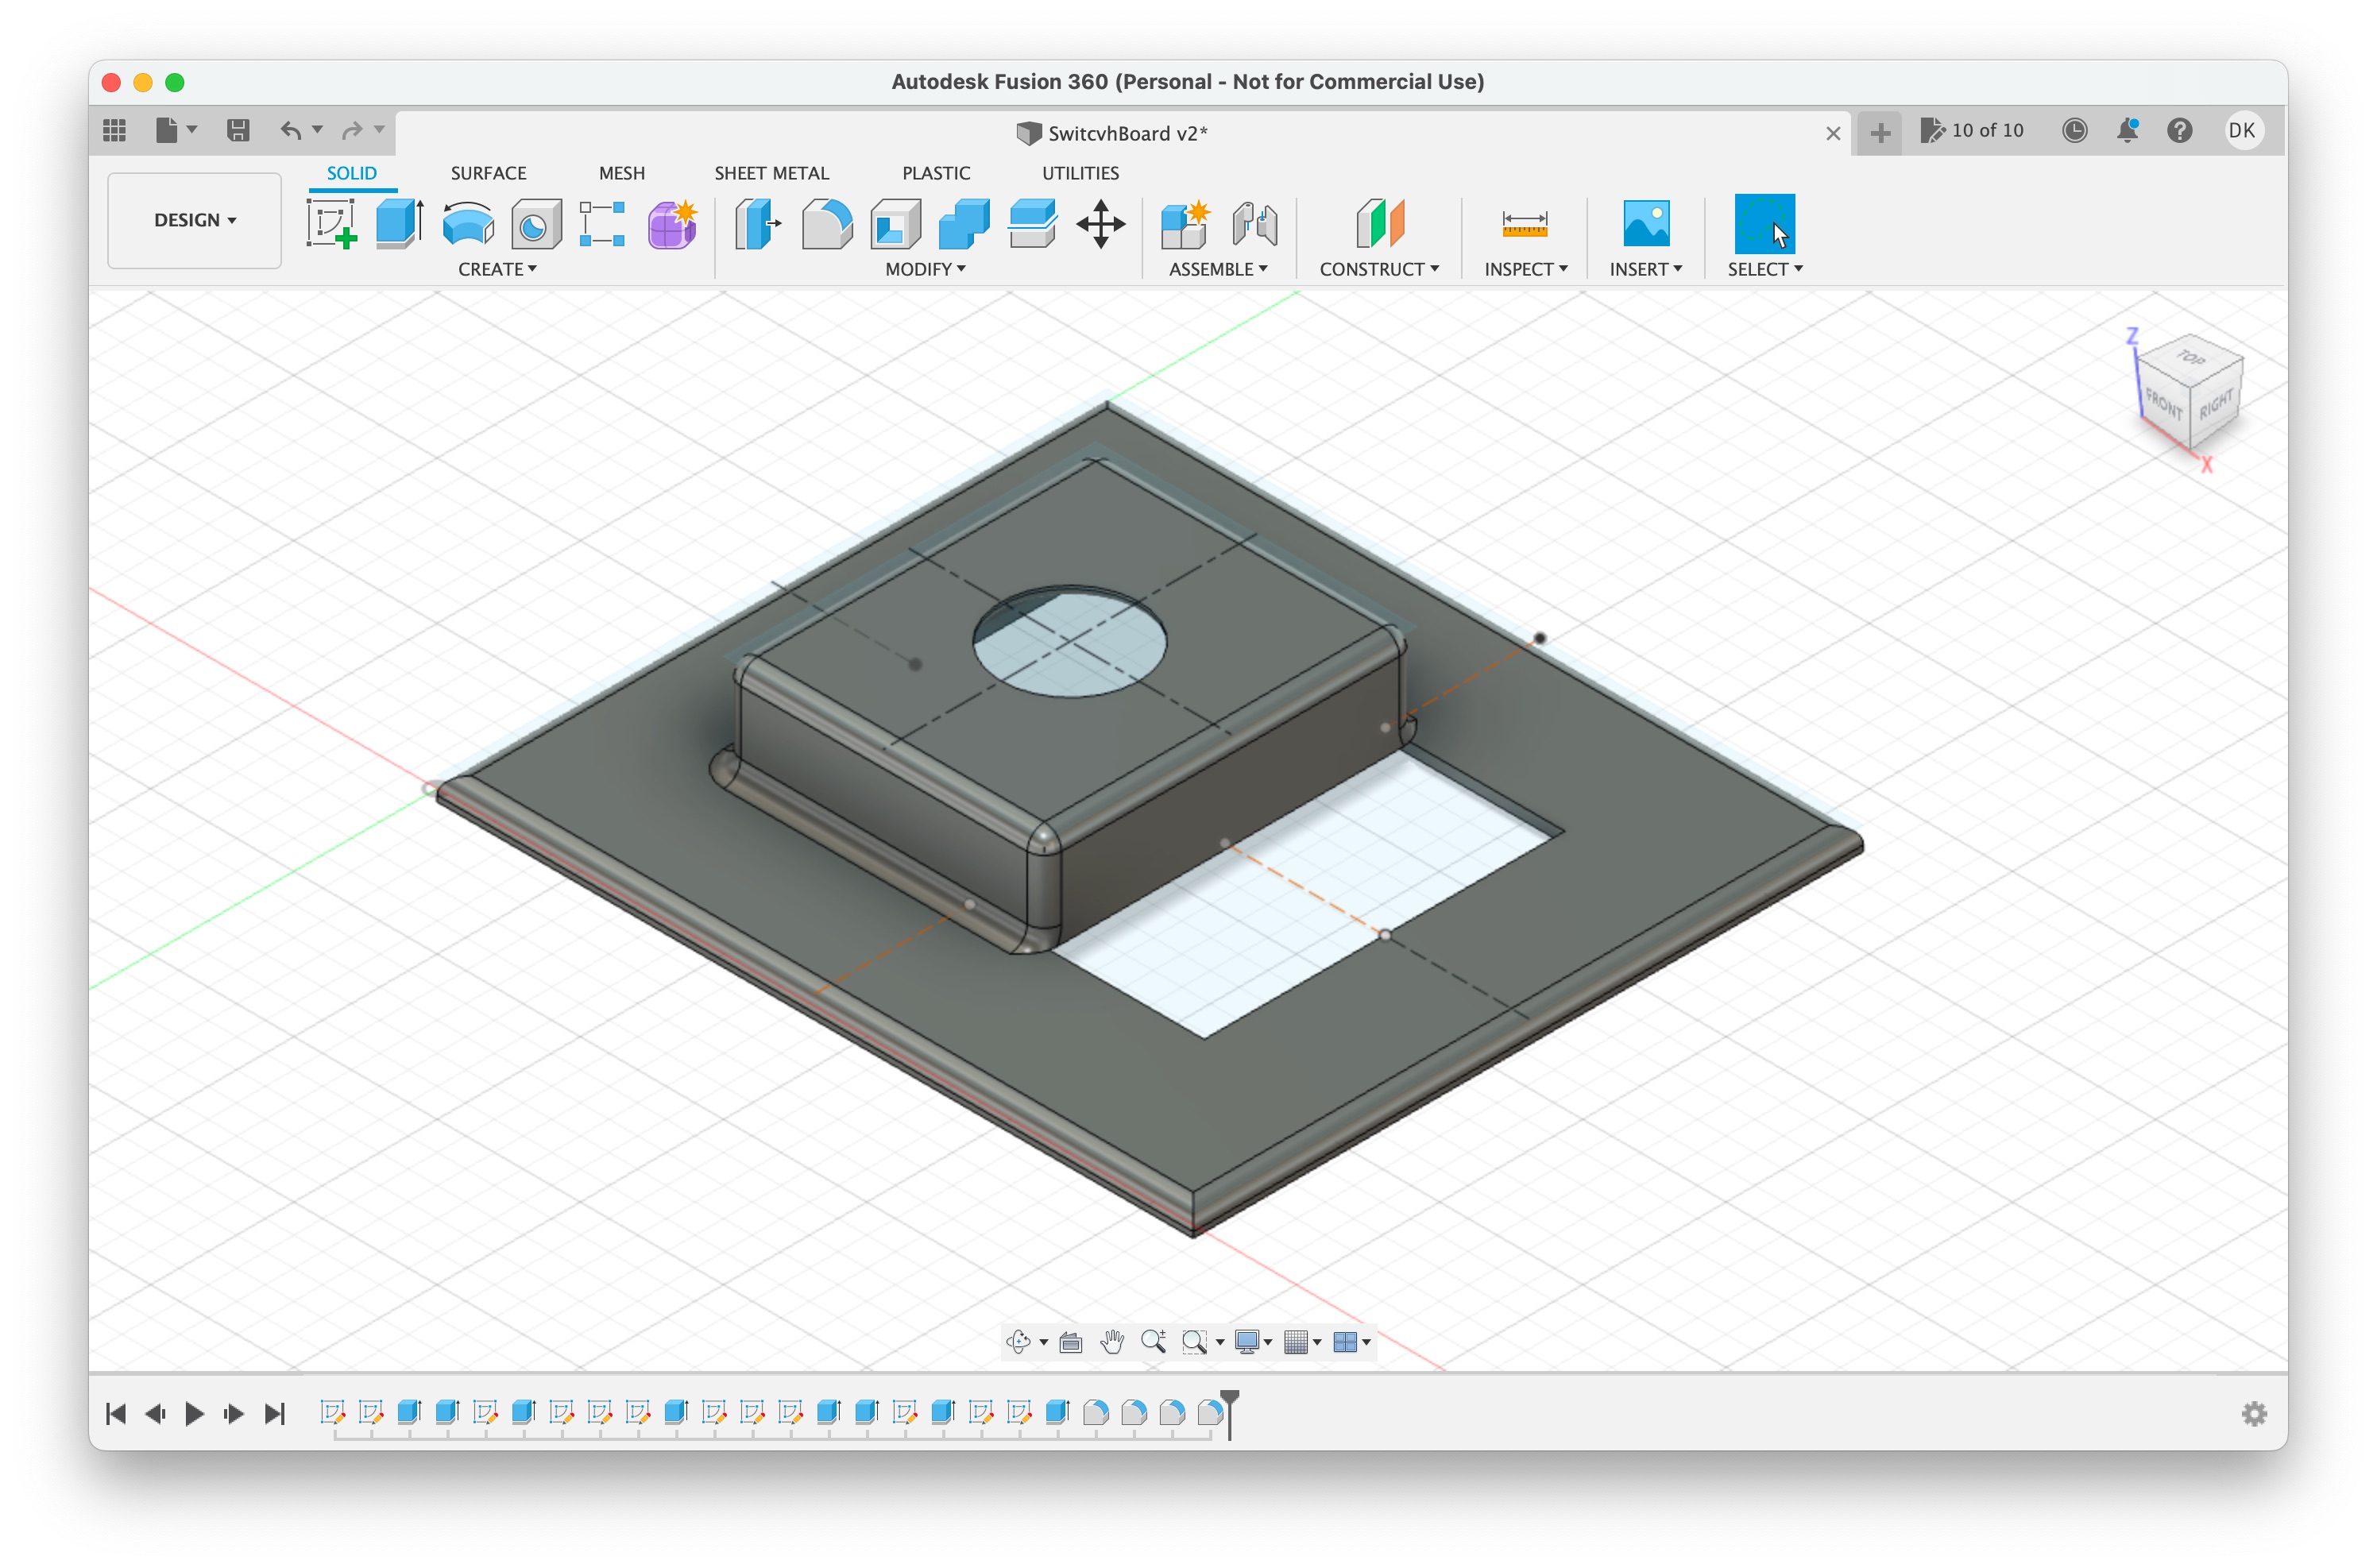 Autodesk Fusion 360 (Personal - Not for Commercial Use)
SwitcvhBoard v2*
10 of 10
DK
SOLID
SURFACE
MESH
SHEET METAL
PLASTIC
UTILITIES
DESIGN
CREATE
MODIFY
ASSEMBLE
CONSTRUCT
INSPECT
INSERT
SELECT
Z
TOP
FRONT
RIGHT
X